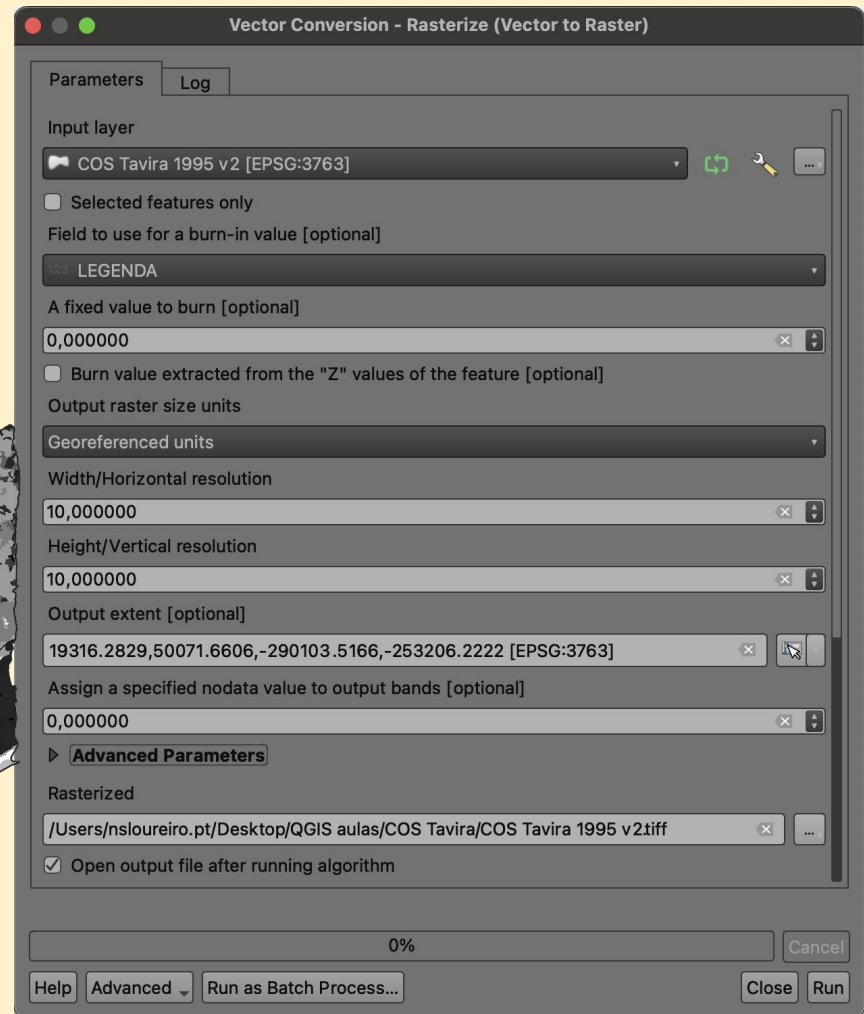 Vector Conversion - Rasterize (Vector to Raster)
Parameters Log
Input layer
COS Tavira 1995 v2 [EPSG:3763]
...
Selected features only
Field to use for a burn-in value [optional]
123 LEGENDA
A fixed value to burn [optional]
0,000000
Burn value extracted from the "Z" values of the feature [optional]
Output raster size units
Georeferenced units
Width/Horizontal resolution
10,000000
Height/Vertical resolution
10,000000
Output extent [optional]
19316.2829,50071.6606,-290103.5166,-253206.2222 [EPSG:3763]
Assign a specified nodata value to output bands [optional]
0,000000
Advanced Parameters
Rasterized
/Users/nsloureiro.pt/Desktop/QGIS aulas/COS Tavira/COS Tavira 1995 v2.tiff
...
Open output file after running algorithm
0% Cancel
Help Advanced Run as Batch Process... Close Run